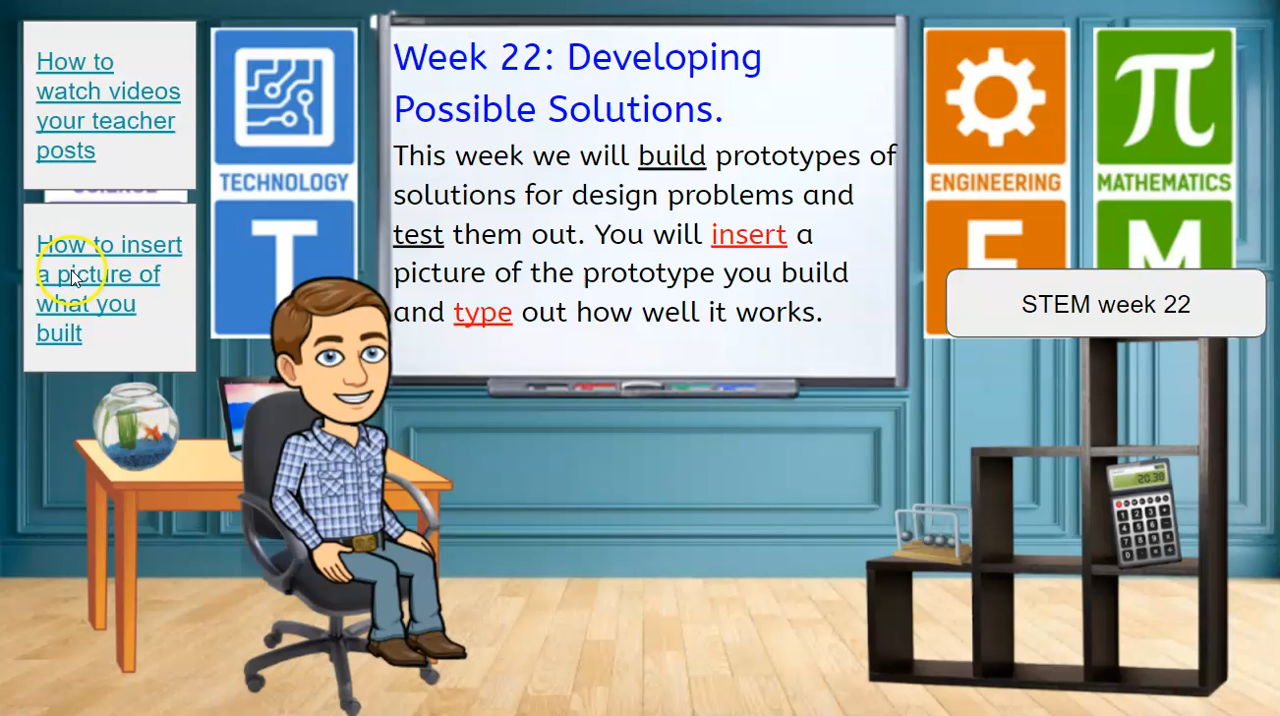 How to
watch videos
your teacher
posts
SCIENCE
How to insert
a picture of
what you
built
TECHNOLOGY
T
Week 22: Developing
Possible Solutions.
This week we will build prototypes of
solutions for design problems and
test them out. You will insert a
picture of the prototype you build
and type out how well it works.
ENGINEERING
E
MATHEMATICS
M
STEM week 22